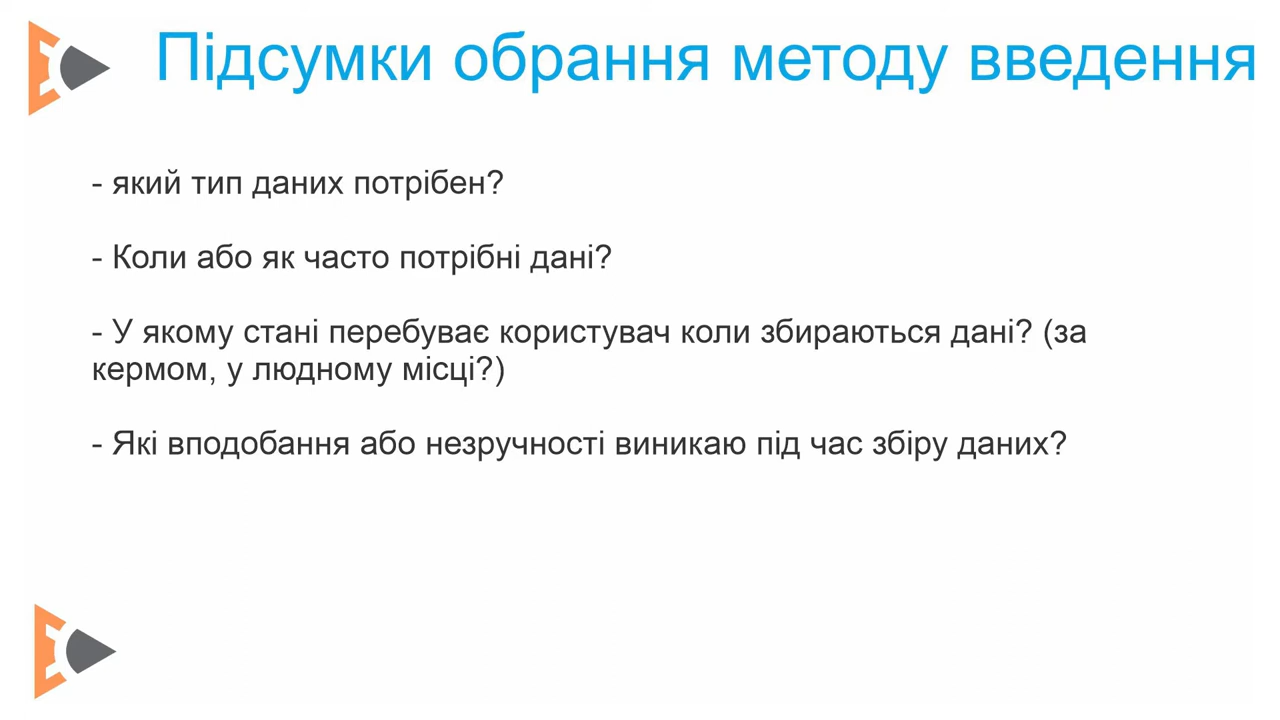 Підсумки обрання методу введення
- який тип даних потрібен?
- Коли або як часто потрібні дані?
- У якому стані перебуває користувач коли збираються дані? (за
кермом, у людному місці?)
- Які вподобання або незручності виникаю під час збіру даних?